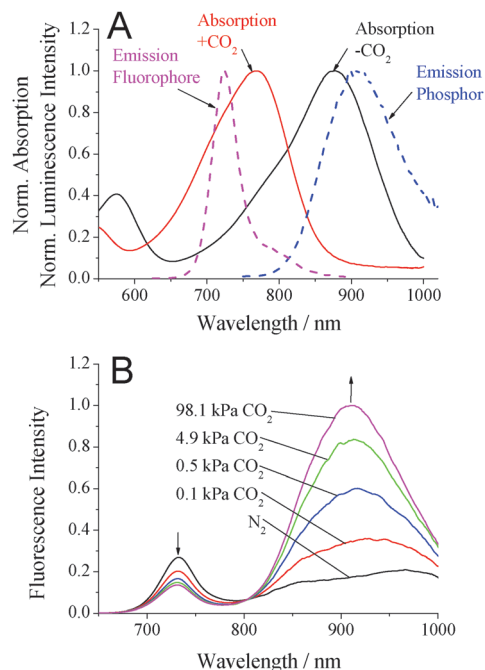 A
Absorption
+CO2
Absorption
-CO2
Emission
Fluorophore
Emission
Phosphor
Norm. Absorption
Norm. Luminescence Intensity
1.0
0.8
0.6
0.4
0.2
0.0
600 700 800 900 1000
Wavelength / nm
B
Fluorescence Intensity
1.2
1.0
0.8
0.6
0.4
0.2
0.0
98.1 kPa CO2
4.9 kPa CO2
0.5 kPa CO2
0.1 kPa CO2
N2
700 800 900 1000
Wavelength / nm